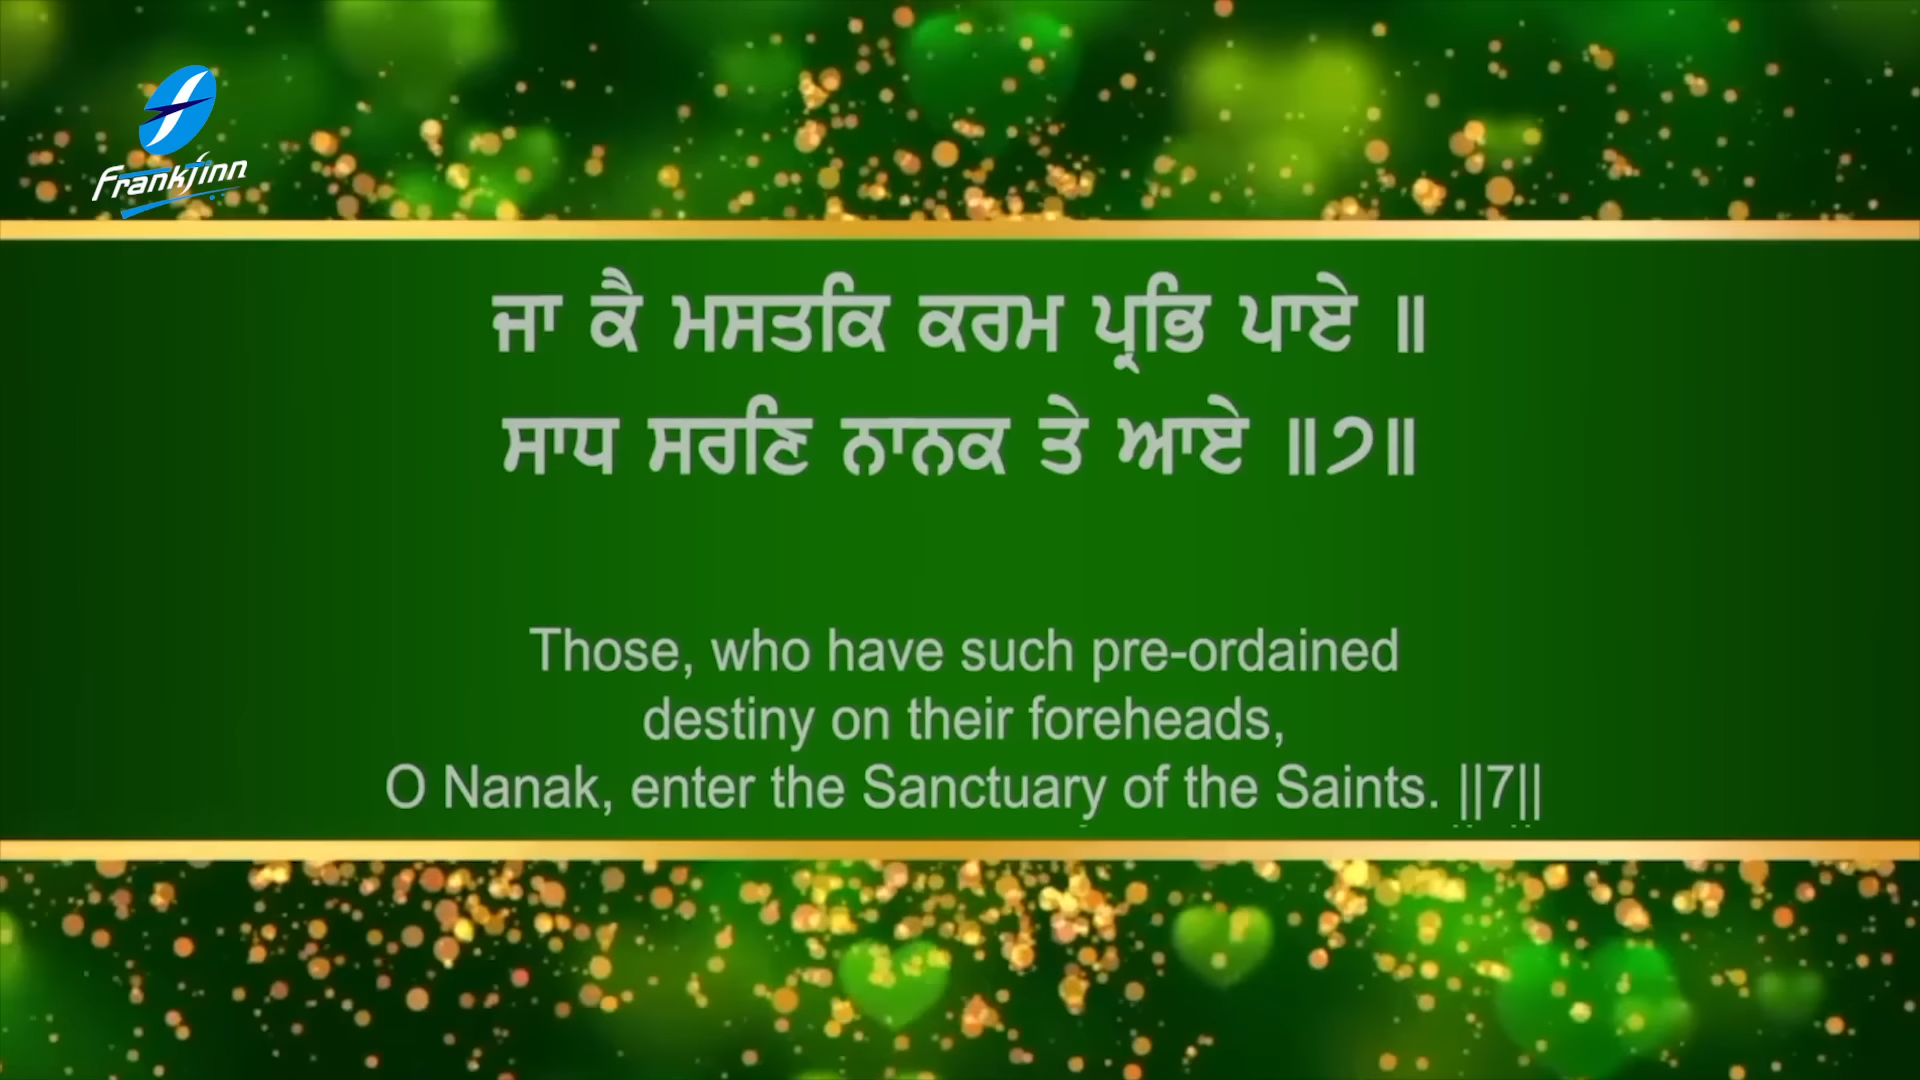 Frankfinn
ਜਾ ਕੈ ਮਸਤਕਿ ਕਰਮ ਪ੍ਰਭਿ ਪਾਏ ॥
ਸਾਧ ਸਰਣਿ ਨਾਨਕ ਤੇ ਆਏ ॥੭॥
Those, who have such pre-ordained
destiny on their foreheads,
O Nanak, enter the Sanctuary of the Saints. ||7||